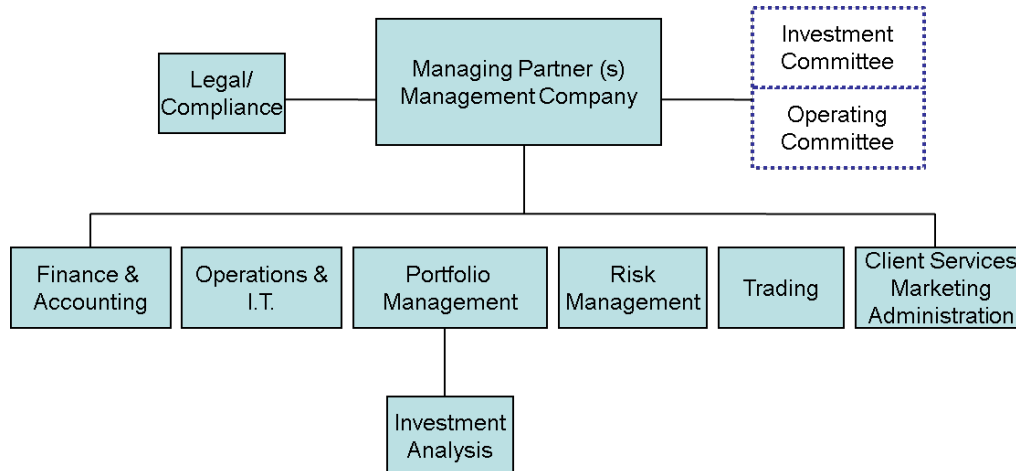 Legal/
Compliance
Managing Partner (s)
Management Company
Investment
Committee
Operating
Committee
Finance &
Accounting
Operations &
I.T.
Portfolio
Management
Risk
Management
Trading
Client Services
Marketing
Administration
Investment
Analysis